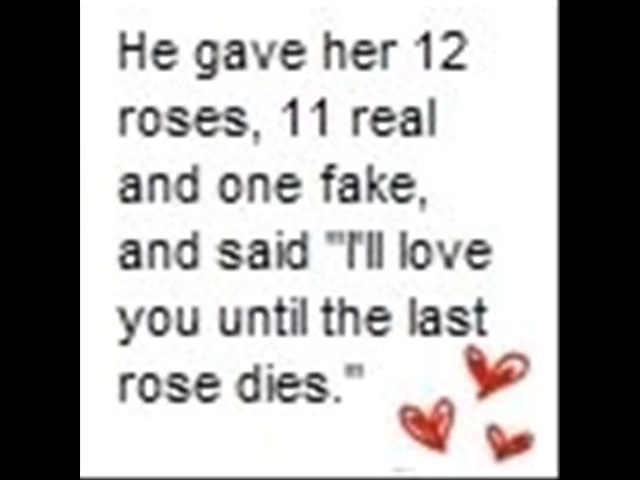 He gave her 12
roses, 11 real
and one fake,
and said "I'll love
you until the last
rose dies."